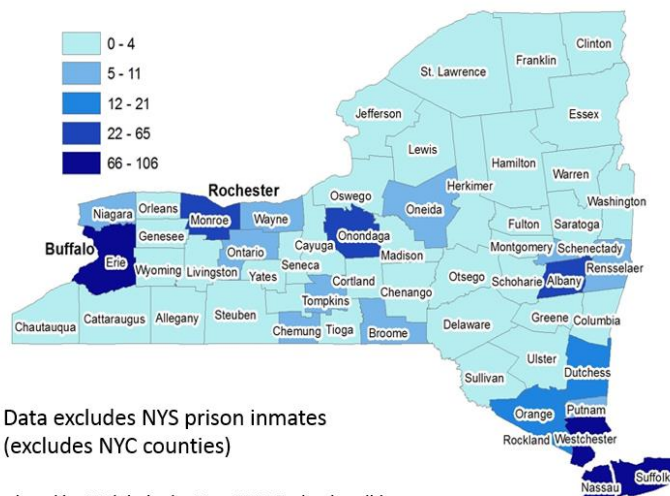 0 - 4
5 - 11
12 - 21
22 - 65
66 - 106
Clinton
Franklin
St. Lawrence
Jefferson
Essex
Lewis
Hamilton
Warren
Washington
Herkimer
Oswego
Oneida
Rochester
Orleans
Niagara
Monroe
Wayne
Fulton
Saratoga
Onondaga
Genesee
Buffalo
Erie
Ontario
Cayuga
Madison
Montgomery
Schenectady
Wyoming
Livingston
Seneca
Yates
Cortland
Otsego
Schoharie
Albany
Rensselaer
Chenango
Tompkins
Chautauqua
Cattaraugus
Allegany
Steuben
Chemung
Tioga
Broome
Delaware
Greene
Columbia
Ulster
Dutchess
Sullivan
Orange
Putnam
Rockland
Westchester
Suffolk
Nassau
Data excludes NYS prison inmates
(excludes NYC counties)